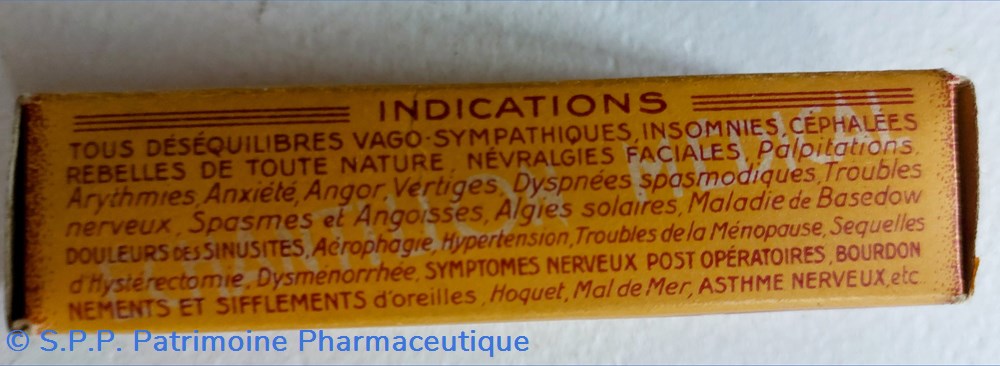 INDICATIONS
TOUS DÉSÉQUILIBRES VAGO-SYMPATHIQUES, INSOMNIES, CÉPHALÉES
REBELLES DE TOUTE NATURE, NÉVRALGIES FACIALES, Palpitations,
Arythmies, Anxiété, Angor, Vertiges, Dyspnées spasmodiques, Troubles
nerveux, Spasmes et Angoisses, Algies solaires, Maladie de Basedow
DOULEURS DES SINUSITES, Aérophagie, Hypertension, Troubles de la Ménopause, Sequelles
d'Hystérectomie, Dysménorrhée, SYMPTOMES NERVEUX POST OPÉRATOIRES, BOURDON
NEMENTS ET SIFFLEMENTS d'oreilles, Hoquet, Mal de Mer, ASTHME NERVEUX, etc
© S.P.P. Patrimoine Pharmaceutique